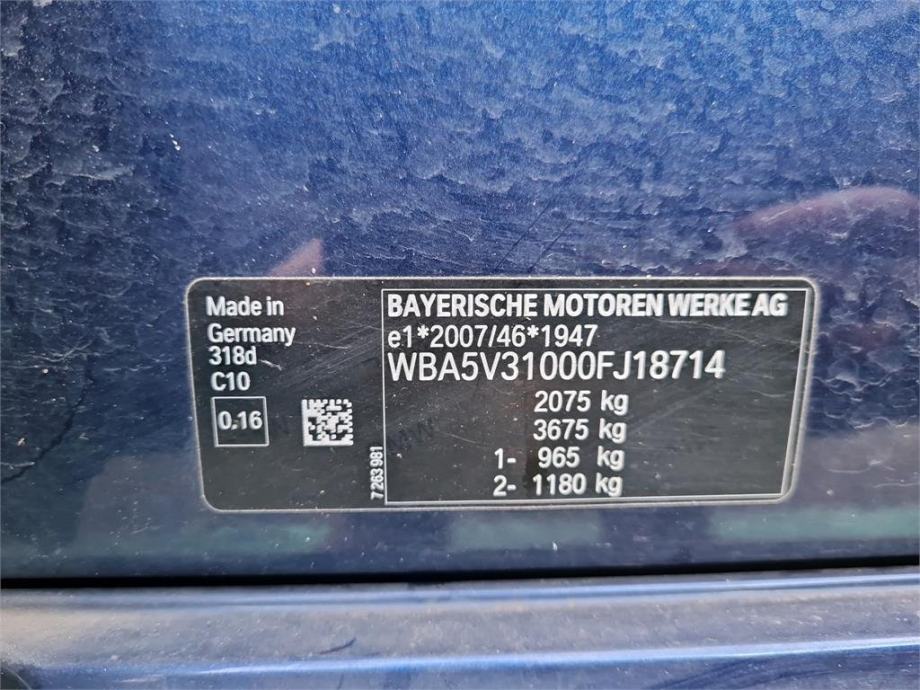 Made in
Germany
318d
C10
0.16
7263981
BAYERISCHE MOTOREN WERKE AG
e1*2007/46*1947
WBA5V31000FJ18714
2075 kg
3675 kg
1- 965 kg
2- 1180 kg